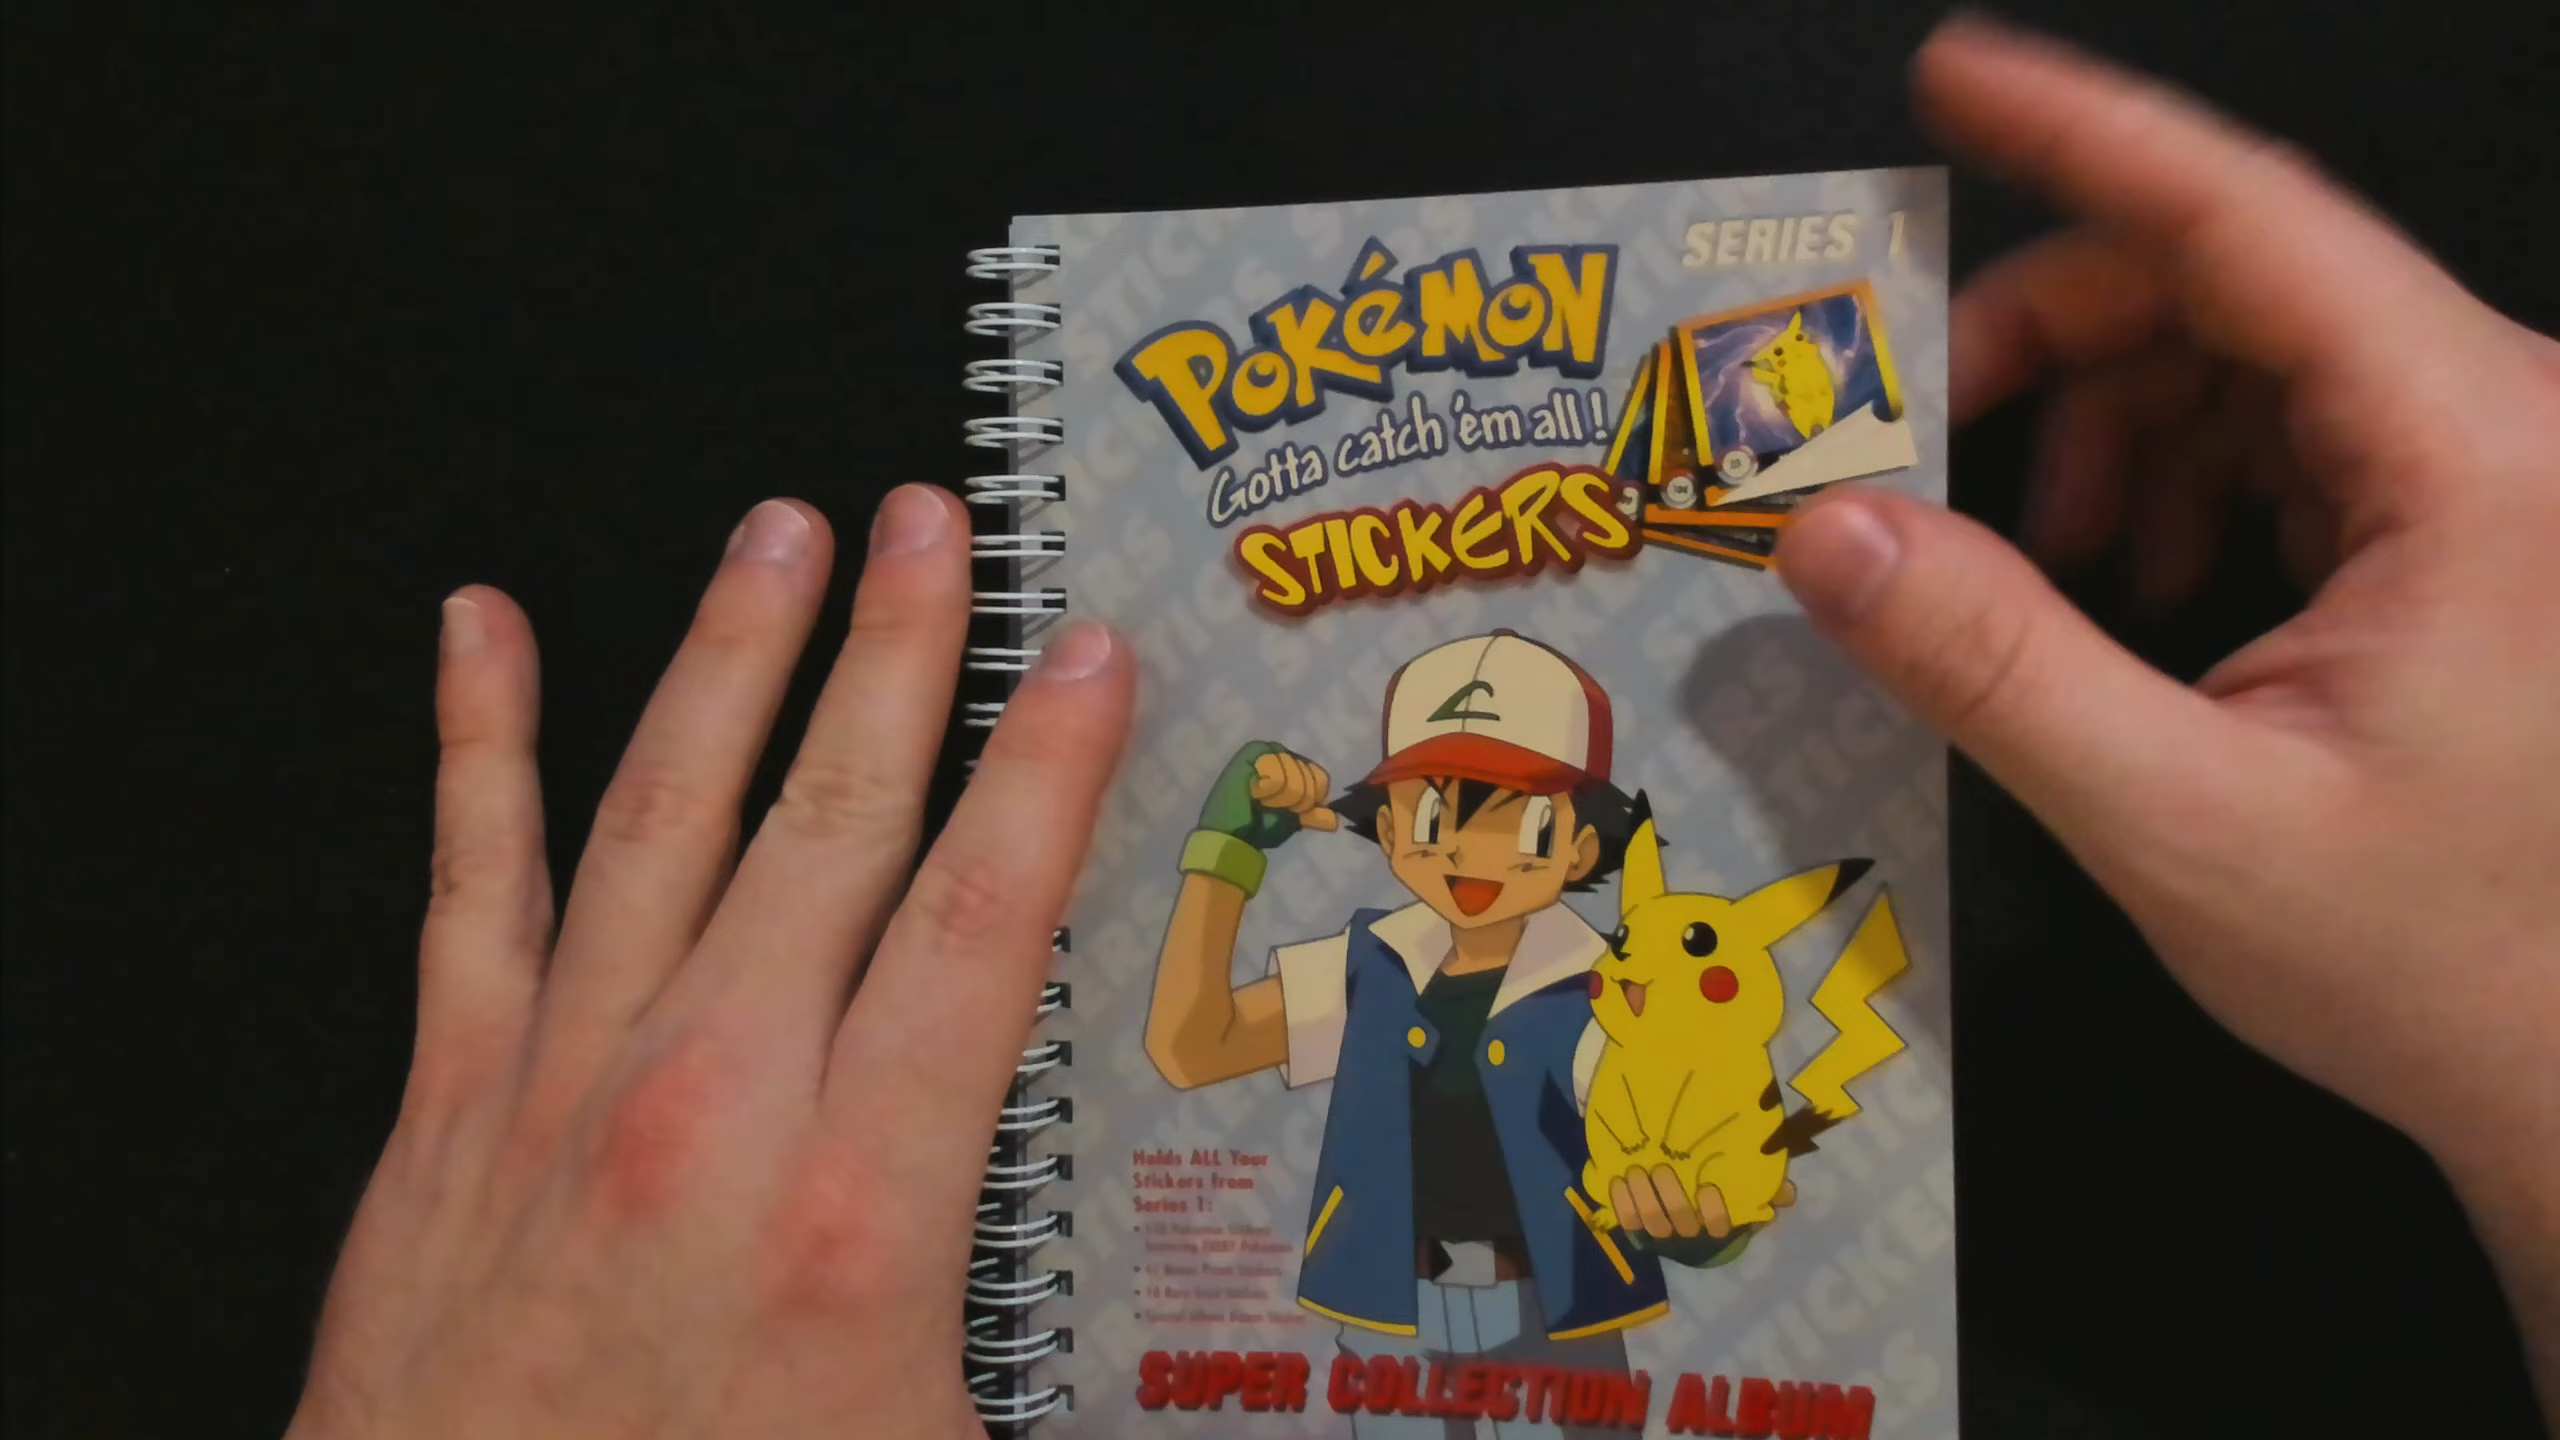 SERIES 1
POKéMON
Gotta catch 'em all!
STICKERS
Holds ALL Your
Stickers from
Series 1:
SUPER COLLECTION ALBUM